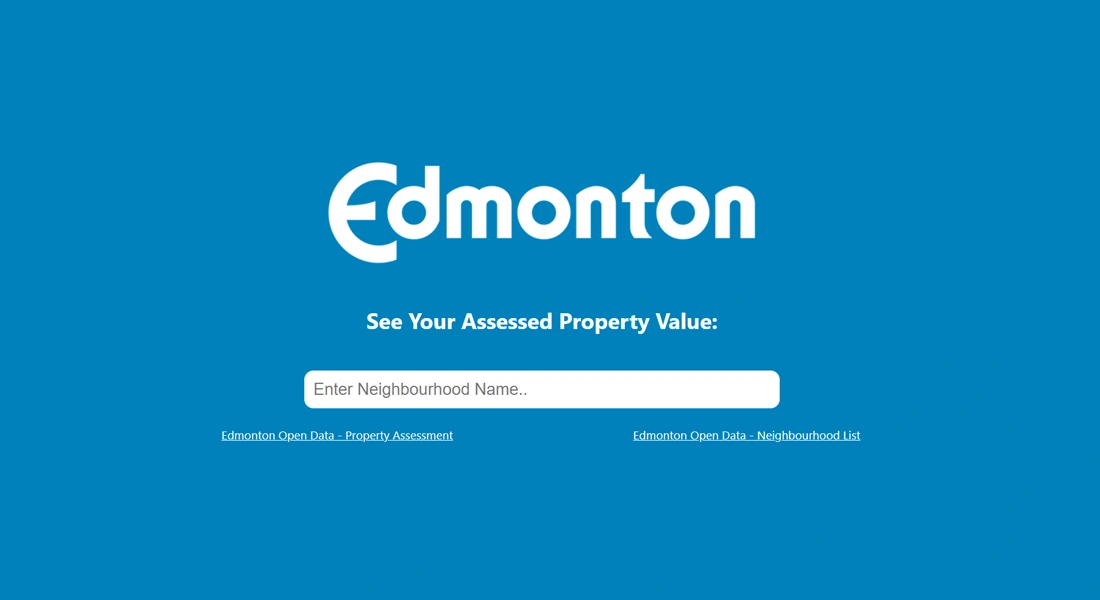 Edmonton
See Your Assessed Property Value:
Enter Neighbourhood Name..
Edmonton Open Data - Property Assessment
Edmonton Open Data - Neighbourhood List